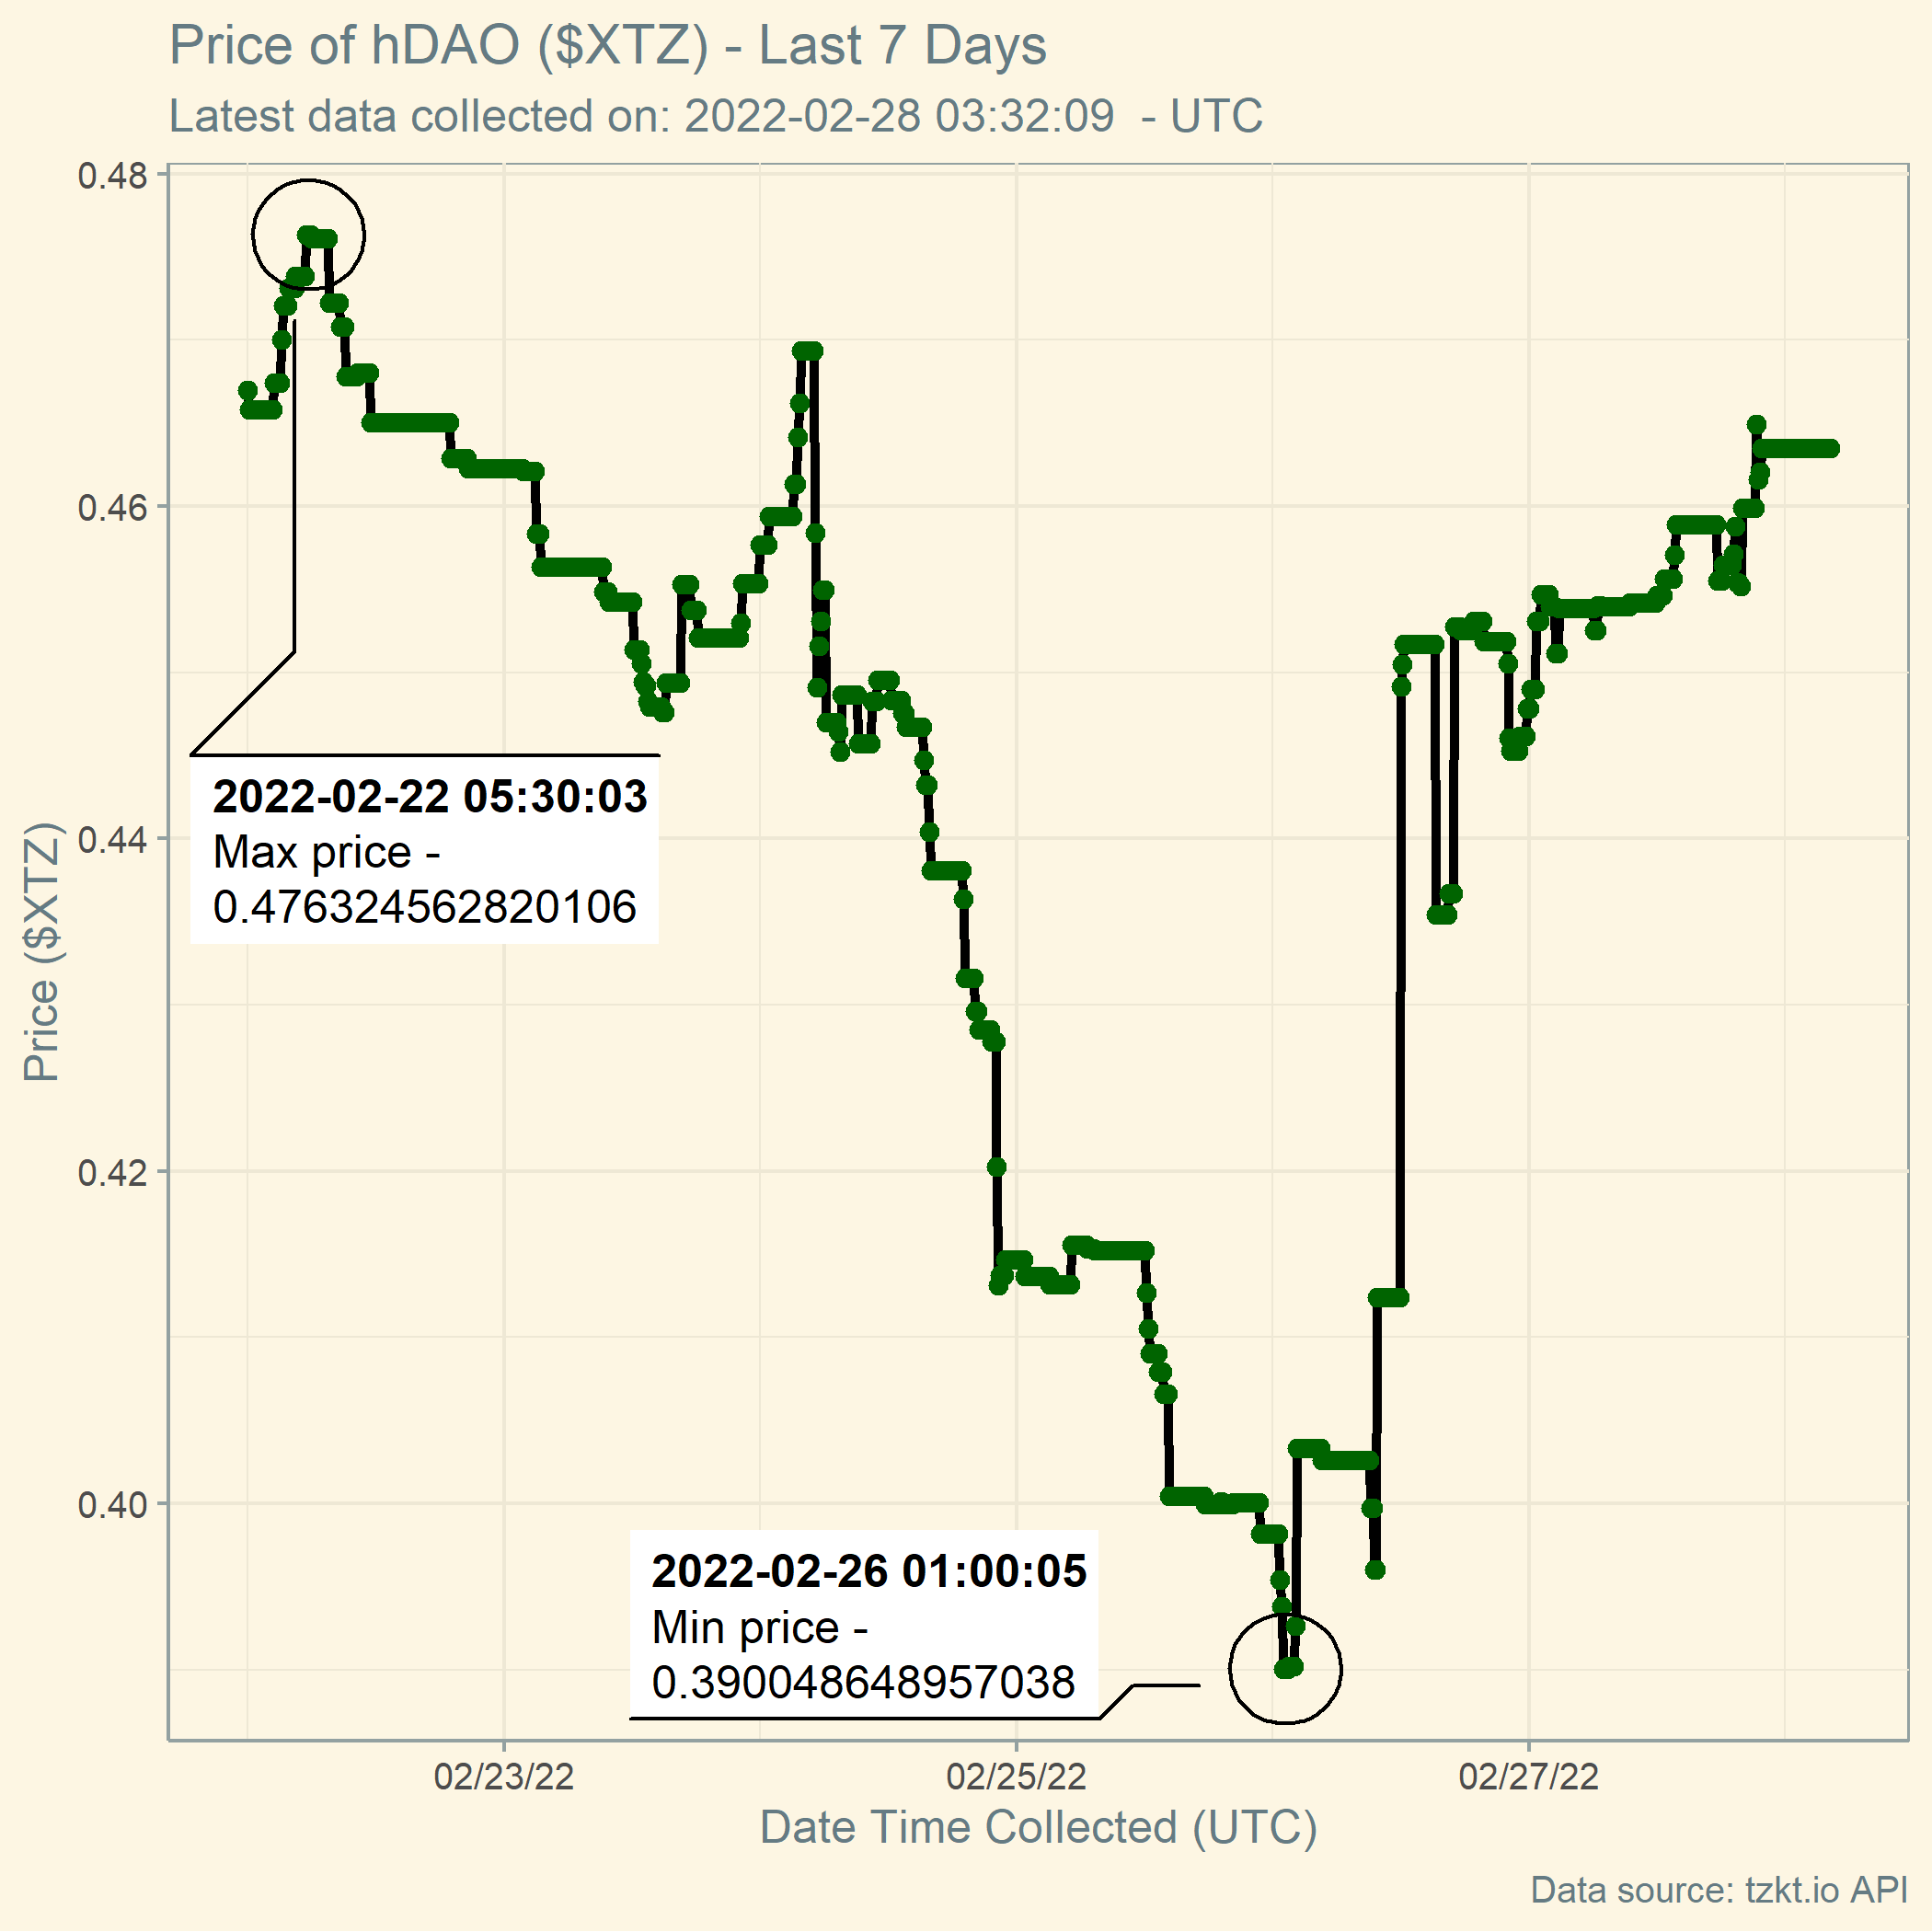 Price of hDAO ($XTZ) - Last 7 Days
Latest data collected on: 2022-02-28 03:32:09  - UTC
0.48
0.46
0.44
0.42
0.40
Price ($XTZ)
2022-02-22 05:30:03
Max price -
0.476324562820106
2022-02-26 01:00:05
Min price -
0.390048648957038
02/23/22
02/25/22
02/27/22
Date Time Collected (UTC)
Data source: tzkt.io API